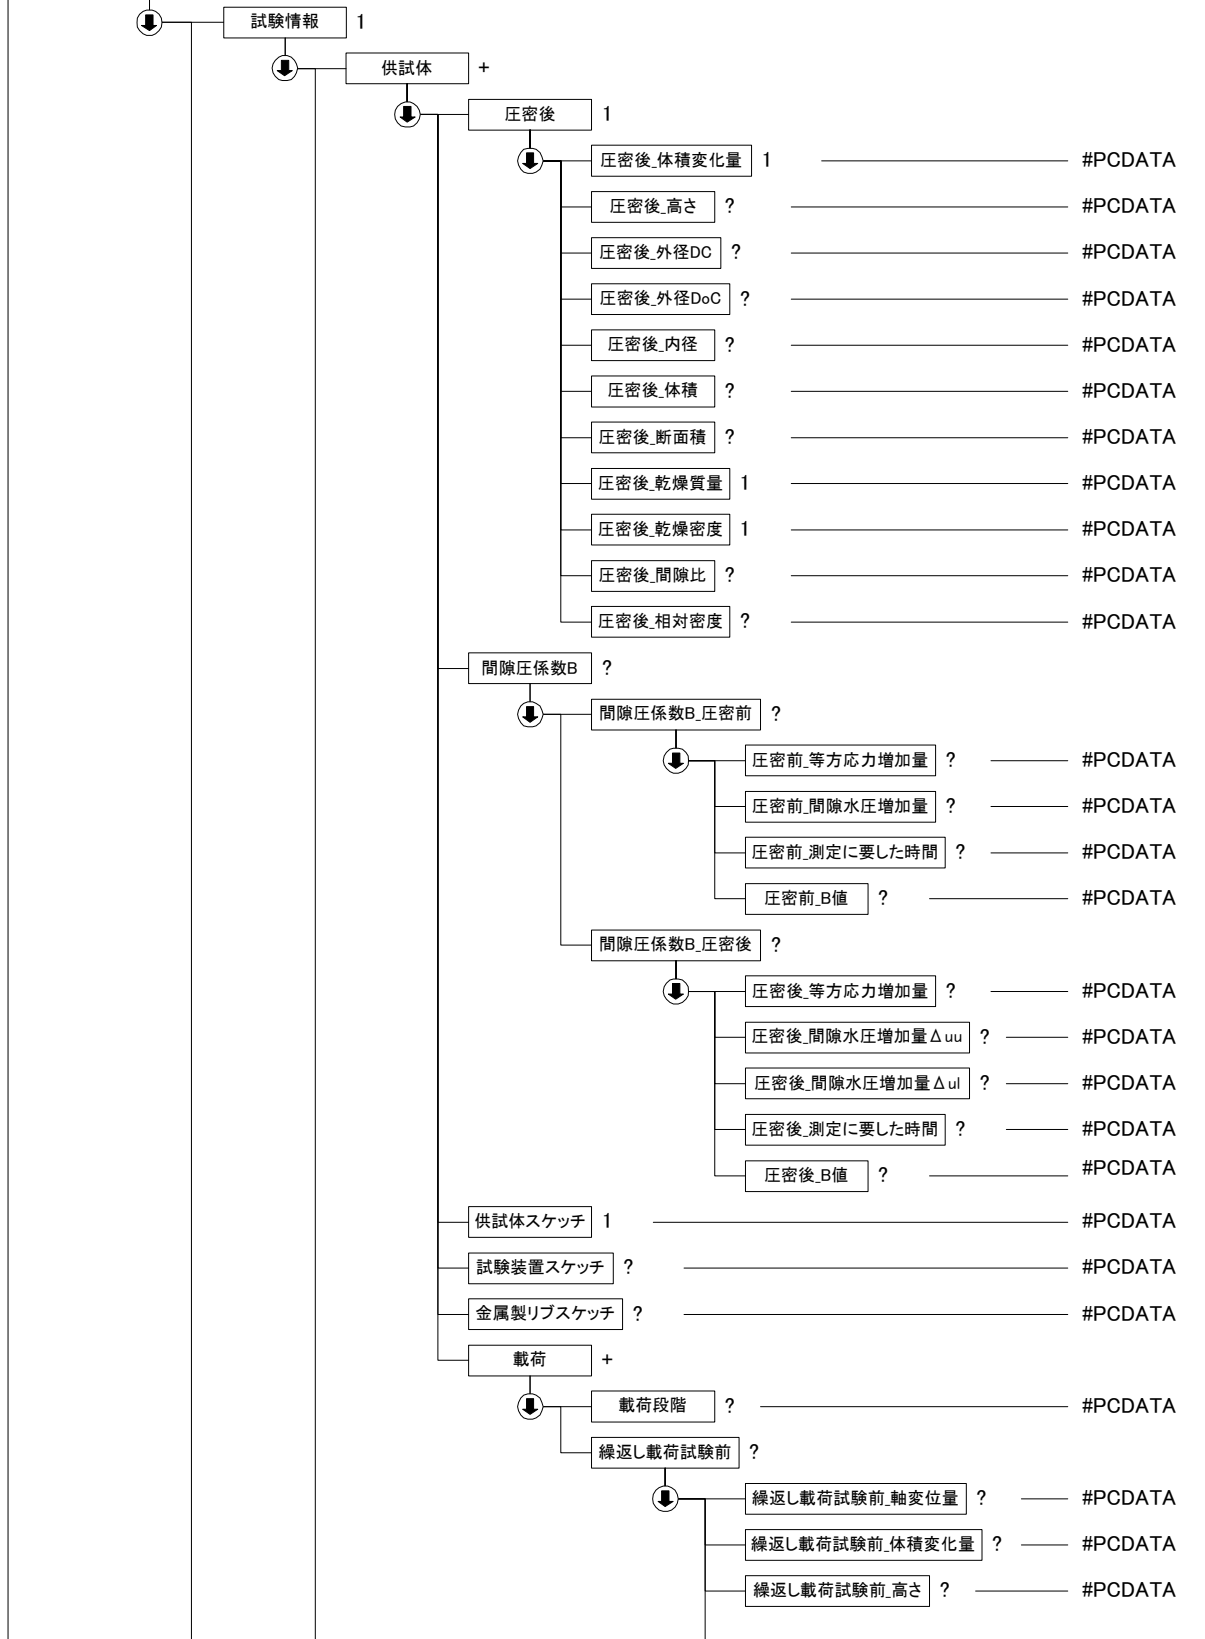 試験情報 1
供試体 +
圧密後 1
圧密後_体積変化量 1 #PCDATA
圧密後_高さ ? #PCDATA
圧密後_外径DC ? #PCDATA
圧密後_外径DoC ? #PCDATA
圧密後_内径 ? #PCDATA
圧密後_体積 ? #PCDATA
圧密後_断面積 ? #PCDATA
圧密後_乾燥質量 1 #PCDATA
圧密後_乾燥密度 1 #PCDATA
圧密後_間隙比 ? #PCDATA
圧密後_相対密度 ? #PCDATA
間隙圧係数B ?
間隙圧係数B_圧密前 ?
圧密前_等方応力増加量 ? #PCDATA
圧密前_間隙水圧増加量 ? #PCDATA
圧密前_測定に要した時間 ? #PCDATA
圧密前_B値 ? #PCDATA
間隙圧係数B_圧密後 ?
圧密後_等方応力増加量 ? #PCDATA
圧密後_間隙水圧増加量Δuu ? #PCDATA
圧密後_間隙水圧増加量Δul ? #PCDATA
圧密後_測定に要した時間 ? #PCDATA
圧密後_B値 ? #PCDATA
供試体スケッチ 1 #PCDATA
試験装置スケッチ ? #PCDATA
金属製リブスケッチ ? #PCDATA
載荷 +
載荷段階 ? #PCDATA
繰返し載荷試験前 ?
繰返し載荷試験前_軸変位量 ? #PCDATA
繰返し載荷試験前_体積変化量 ? #PCDATA
繰返し載荷試験前_高さ ? #PCDATA